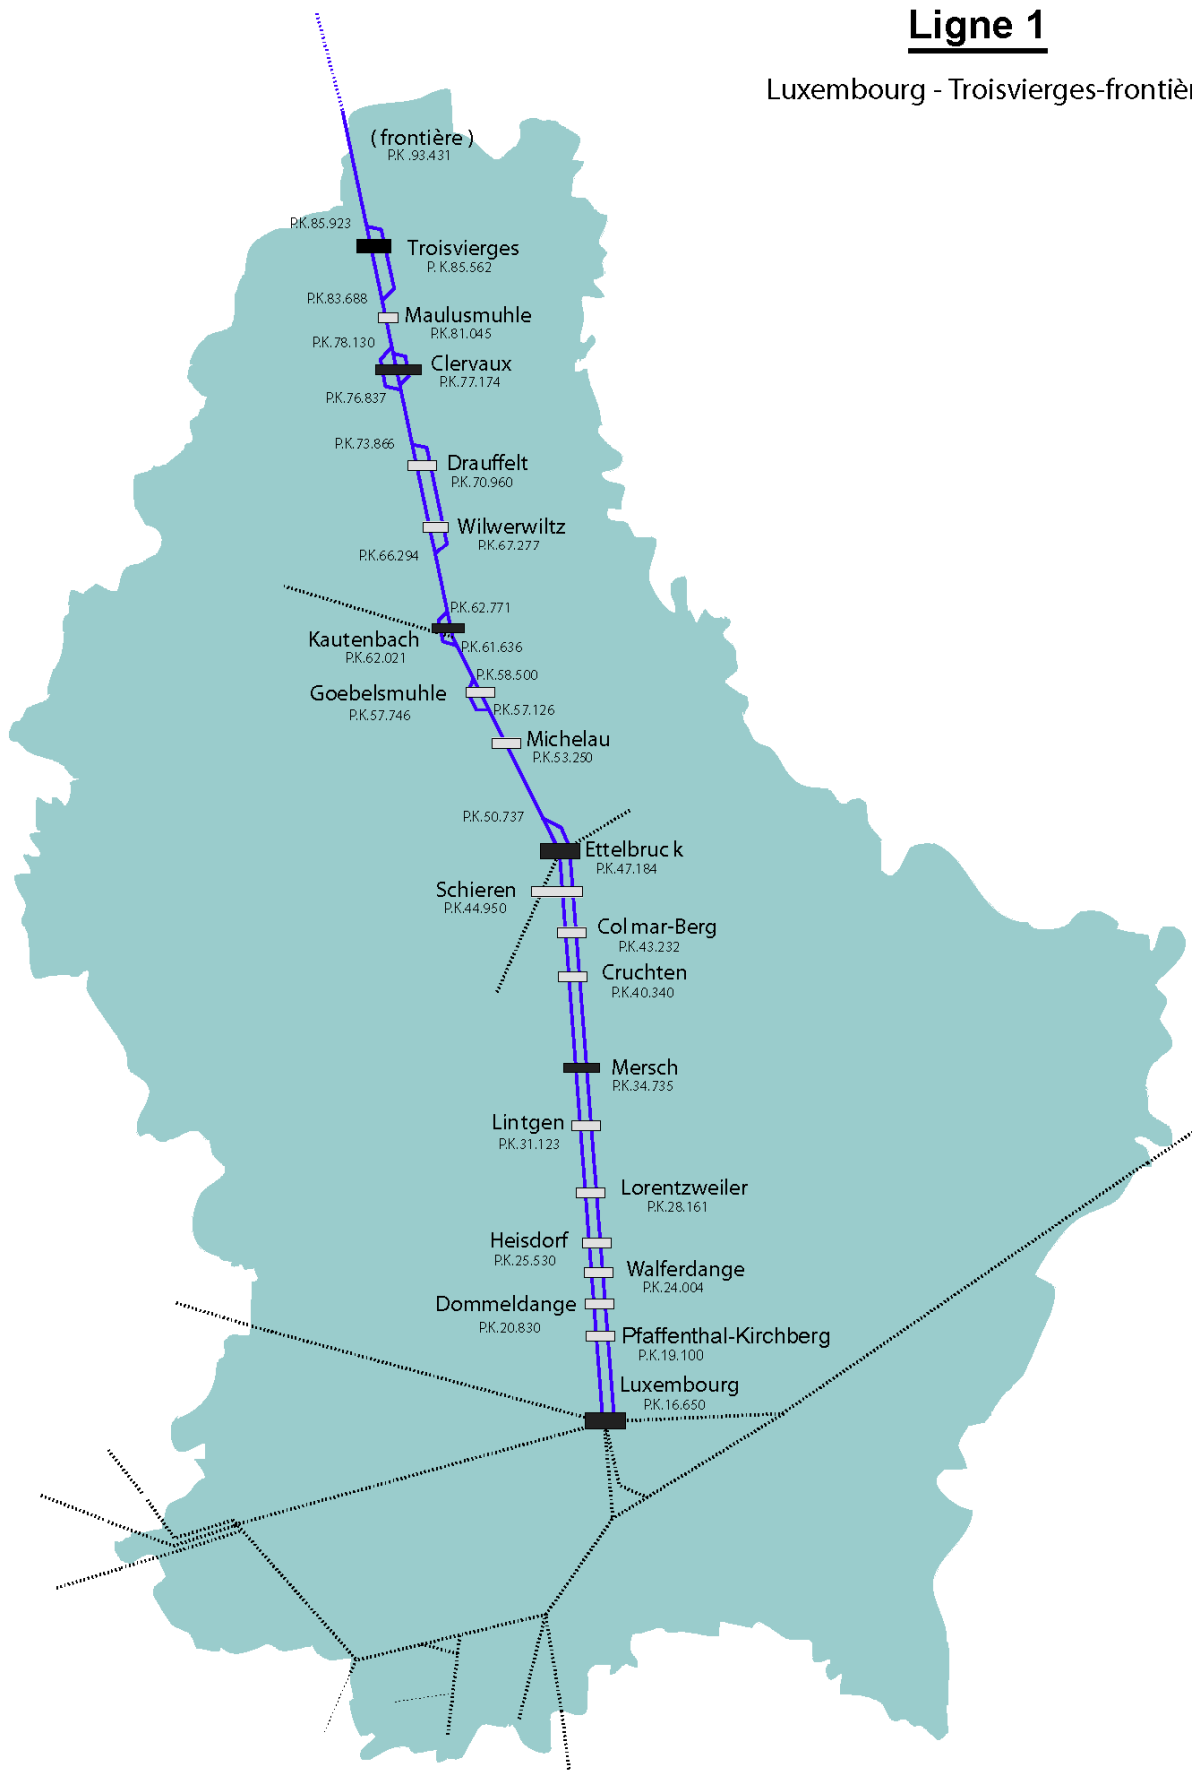 Ligne 1
Luxembourg - Troisvierges-frontièr
(frontière)
P.K.93.431
P.K.85.923
Troisvierges
P.K.85.562
P.K.83.688
Maulusmuhle
P.K.81.045
P.K.78.130
Clervaux
P.K.77.174
P.K.76.837
P.K.73.866
Drauffelt
P.K.70.960
Wilwerwiltz
P.K.67.277
P.K.66.294
P.K.62.771
Kautenbach
P.K.62.021
P.K.61.636
P.K.58.500
Goebelsmuhle
P.K.57.746
P.K.57.126
Michelau
P.K.53.250
P.K.50.737
Ettelbruck
P.K.47.184
Schieren
P.K.44.950
Colmar-Berg
P.K.43.232
Cruchten
P.K.40.340
Mersch
P.K.34.735
Lintgen
P.K.31.123
Lorentzweiler
P.K.28.161
Heisdorf
P.K.25.530
Walferdange
P.K.24.004
Dommeldange
P.K.20.830
Pfaffenthal-Kirchberg
P.K.19.100
Luxembourg
P.K.16.650